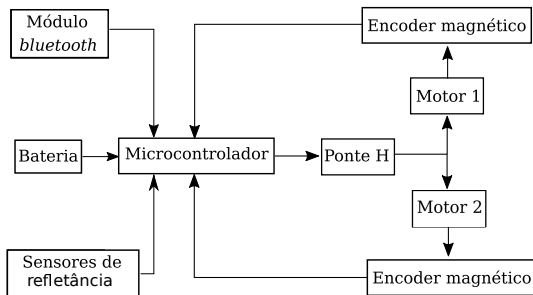 Módulo
bluetooth
Encoder magnético
Motor 1
Bateria
Microcontrolador
Ponte H
Motor 2
Sensores de
refletância
Encoder magnético